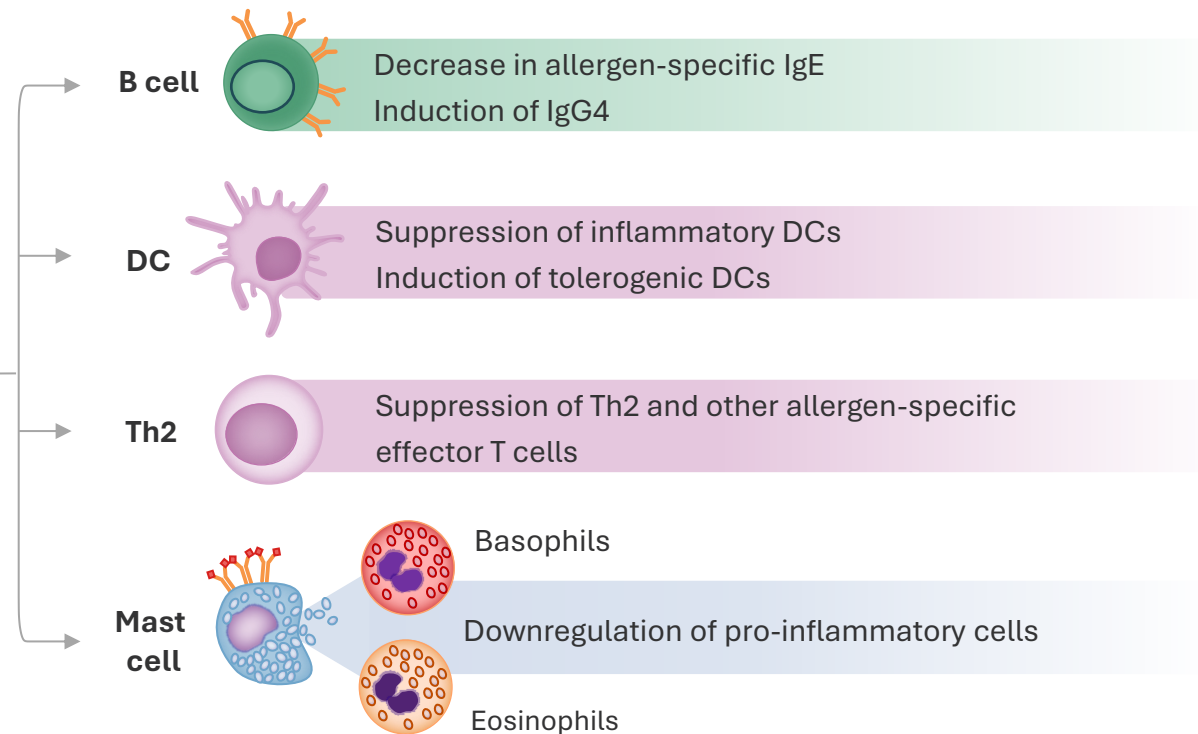 B cell
Decrease in allergen-specific IgE
Induction of IgG4
DC
Suppression of inflammatory DCs
Induction of tolerogenic DCs
Th2
Suppression of Th2 and other allergen-specific
effector T cells
Basophils
Mast
cell
Downregulation of pro-inflammatory cells
Eosinophils